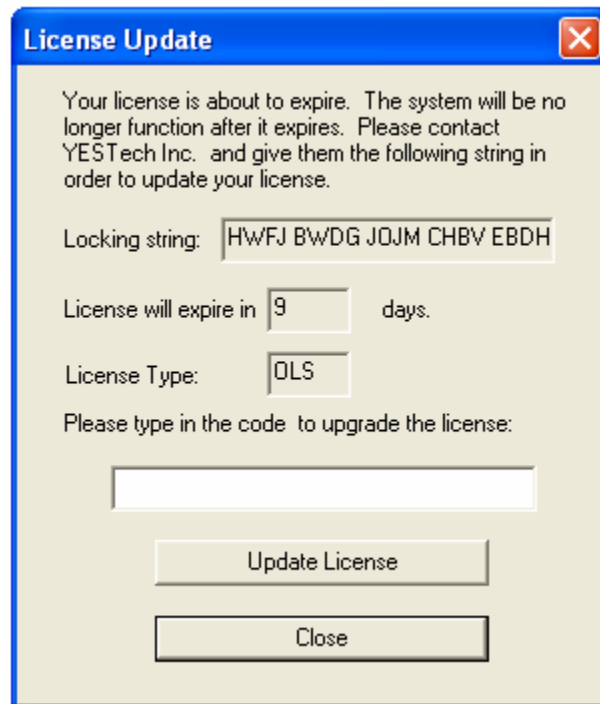 License Update
Your license is about to expire.  The system will be no
longer function after it expires.  Please contact
YESTech Inc.  and give them the following string in
order to update your license.
Locking string: HWFJ BWDG JOJM CHBV EBDH
License will expire in 9 days.
License Type: OLS
Please type in the code  to upgrade the license:
Update License
Close